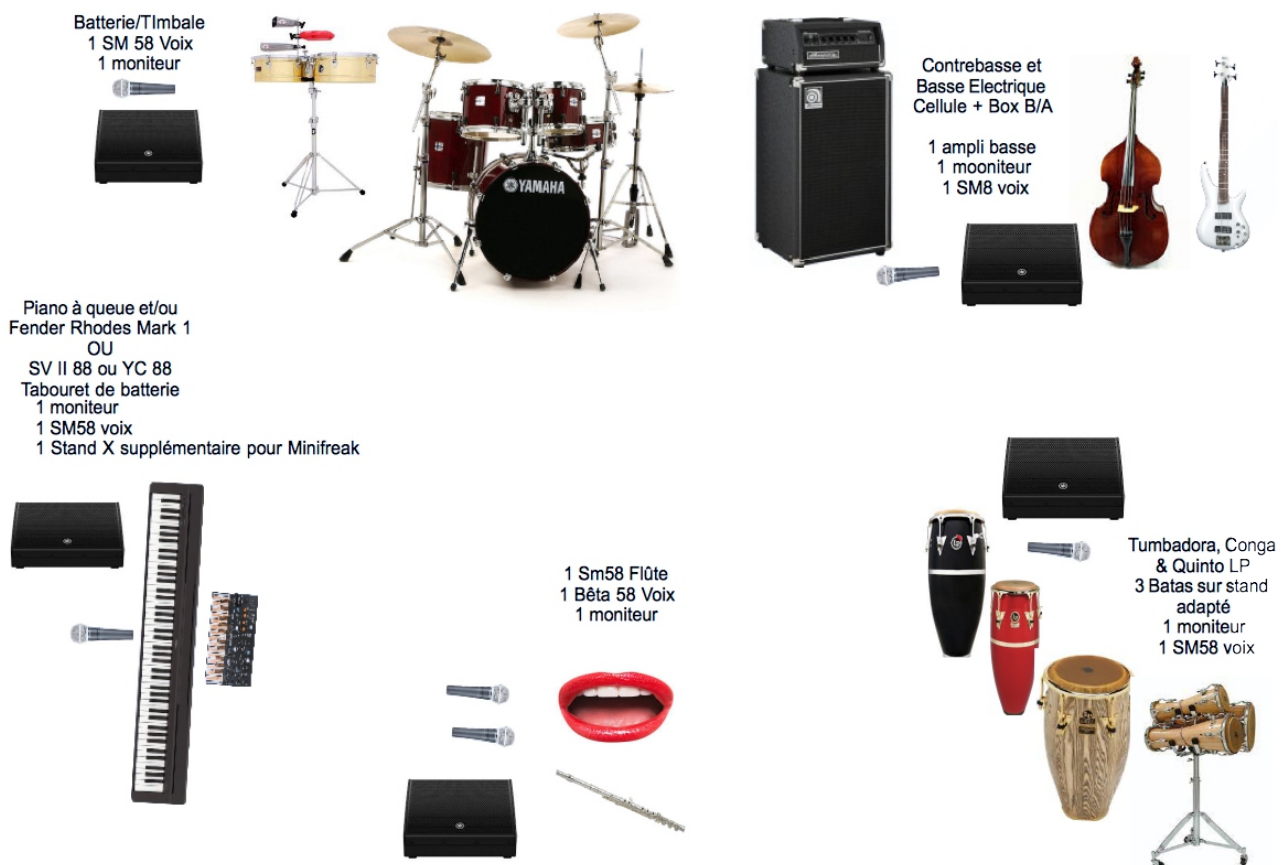 Batterie/TImbale
1 SM 58 Voix
1 moniteur
YAMAHA
Ampeg
Contrebasse et
Basse Electrique
Cellule + Box B/A
1 ampli basse
1 mooniteur
1 SM8 voix
Piano à queue et/ou
Fender Rhodes Mark 1
OU
SV II 88 ou YC 88
Tabouret de batterie
1 moniteur
1 SM58 voix
1 Stand X supplémentaire pour Minifreak
1 Sm58 Flûte
1 Bêta 58 Voix
1 moniteur
LP
Tumbadora, Conga
& Quinto LP
3 Batas sur stand
adapté
1 moniteur
1 SM58 voix